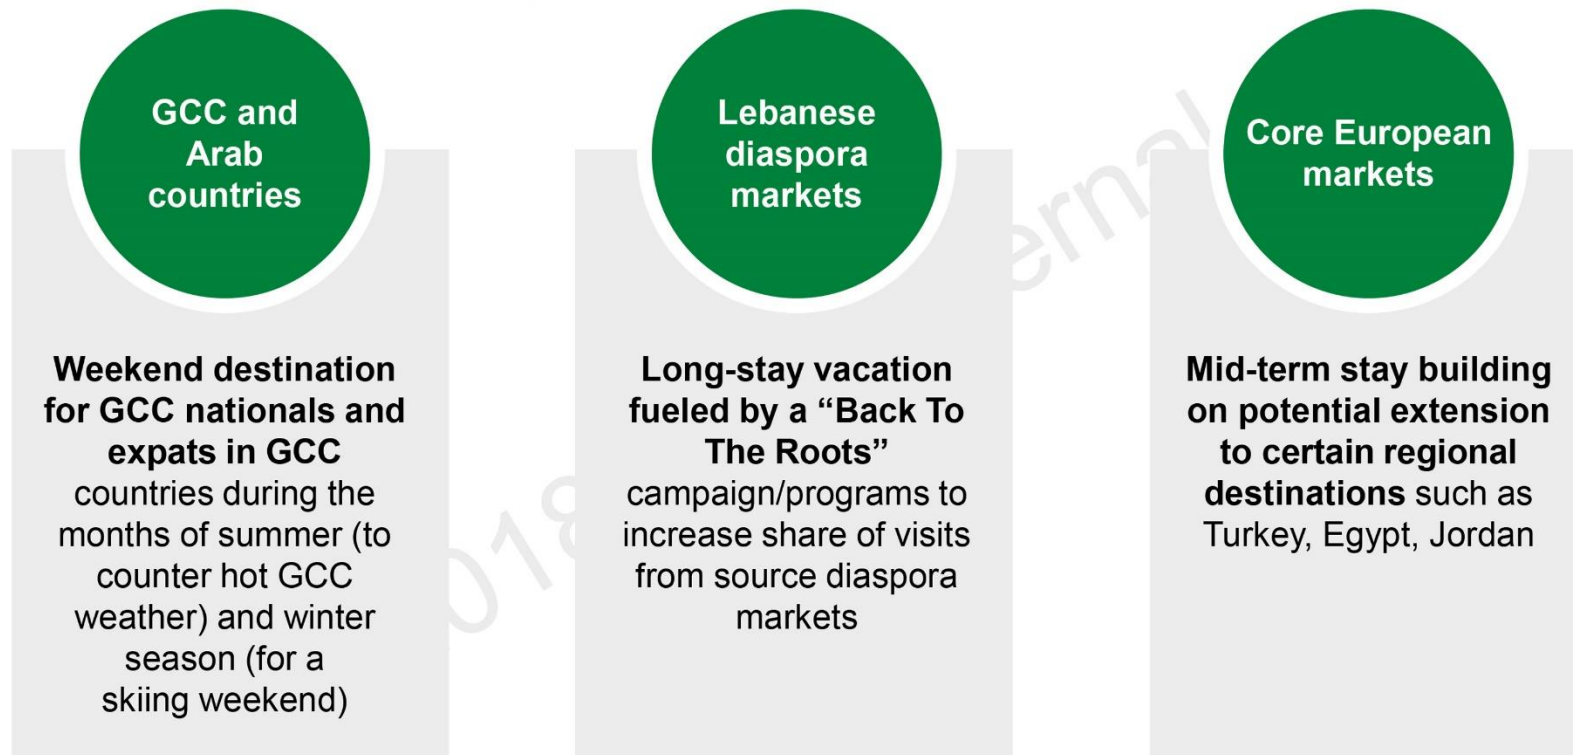 GCC and
Arab
countries
Weekend destination
for GCC nationals and
expats in GCC
countries during the
months of summer (to
counter hot GCC
weather) and winter
season (for a
skiing weekend)
Lebanese
diaspora
markets
Long-stay vacation
fueled by a “Back To
The Roots”
campaign/programs to
increase share of visits
from source diaspora
markets
Core European
markets
Mid-term stay building
on potential extension
to certain regional
destinations such as
Turkey, Egypt, Jordan